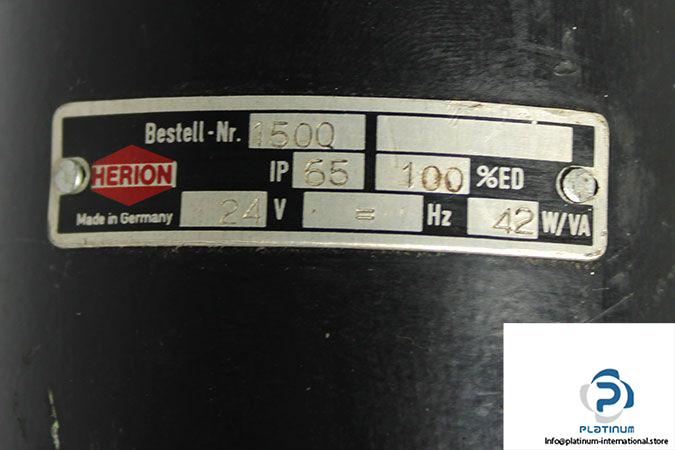 Bestell-Nr. 1500
HERION IP 65 100 %ED
Made in Germany 24 V = Hz 42 W/VA
PLATINUM
Info@platinum-international.store